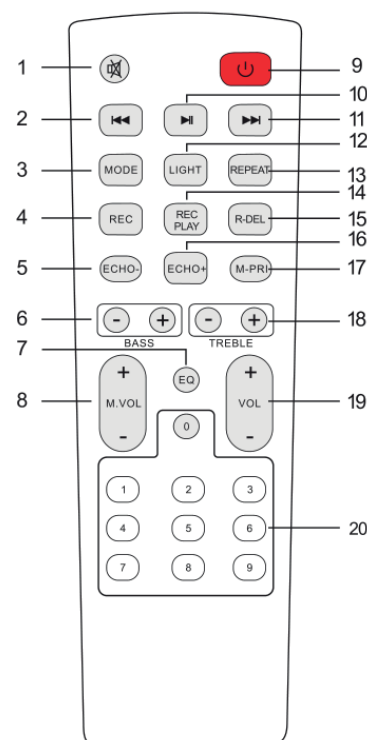 1 9
10
2 11
12
3 MODE LIGHT REPEAT 13
14
4 REC REC PLAY R-DEL 15
16
5 ECHO- ECHO+ M-PRI 17
6 - + - + 18
BASS TREBLE
7
EQ
8 + M.VOL - + VOL - 19
0
1 2 3
4 5 6 20
7 8 9